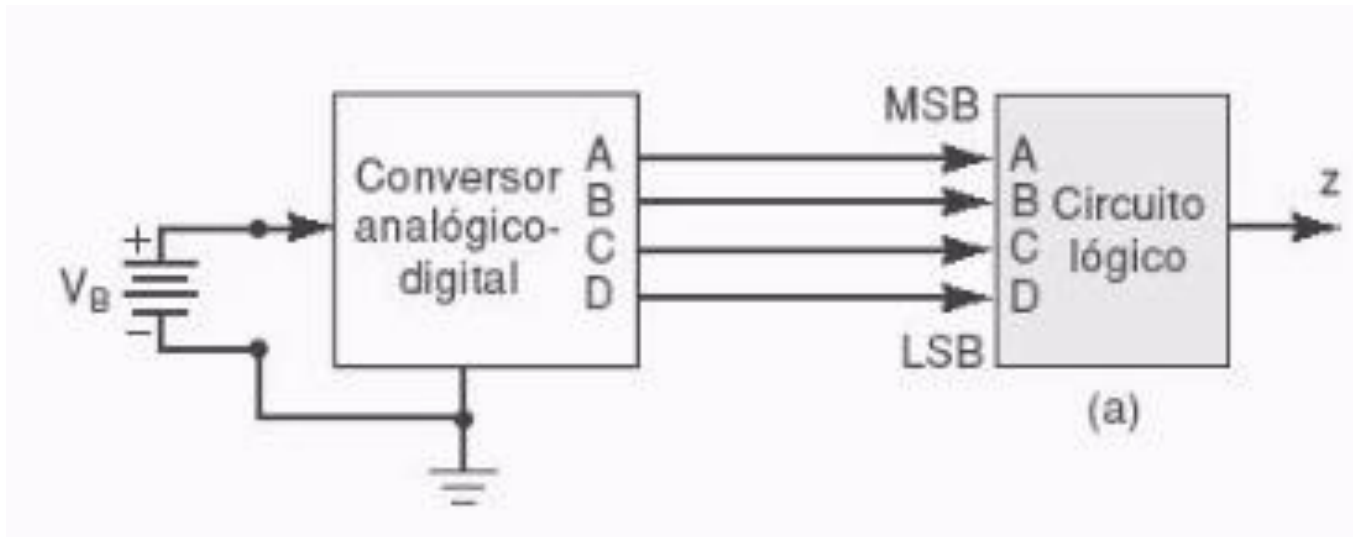 MSB
Conversor
analógico-
digital
A
B
C
D
A
B
C
D
Circuito
lógico
z
+
V_B
−
LSB
(a)